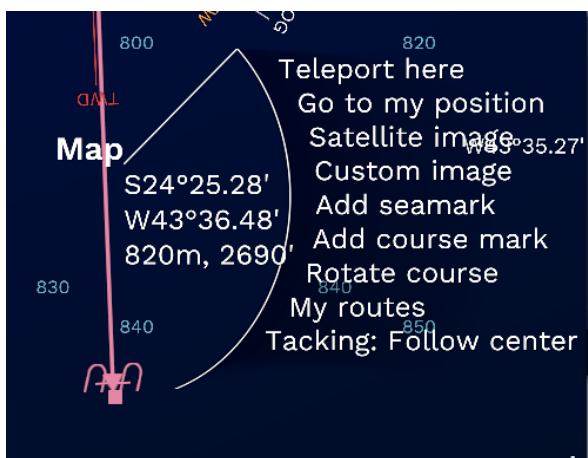 OG
800
820
TWD
Teleport here
Go to my position
Map
Satellite image
W43°35.27'
Custom image
S24°25.28'
Add seamark
W43°36.48'
Add course mark
820m, 2690'
Rotate course
830
840
My routes
840
850
Tacking: Follow center